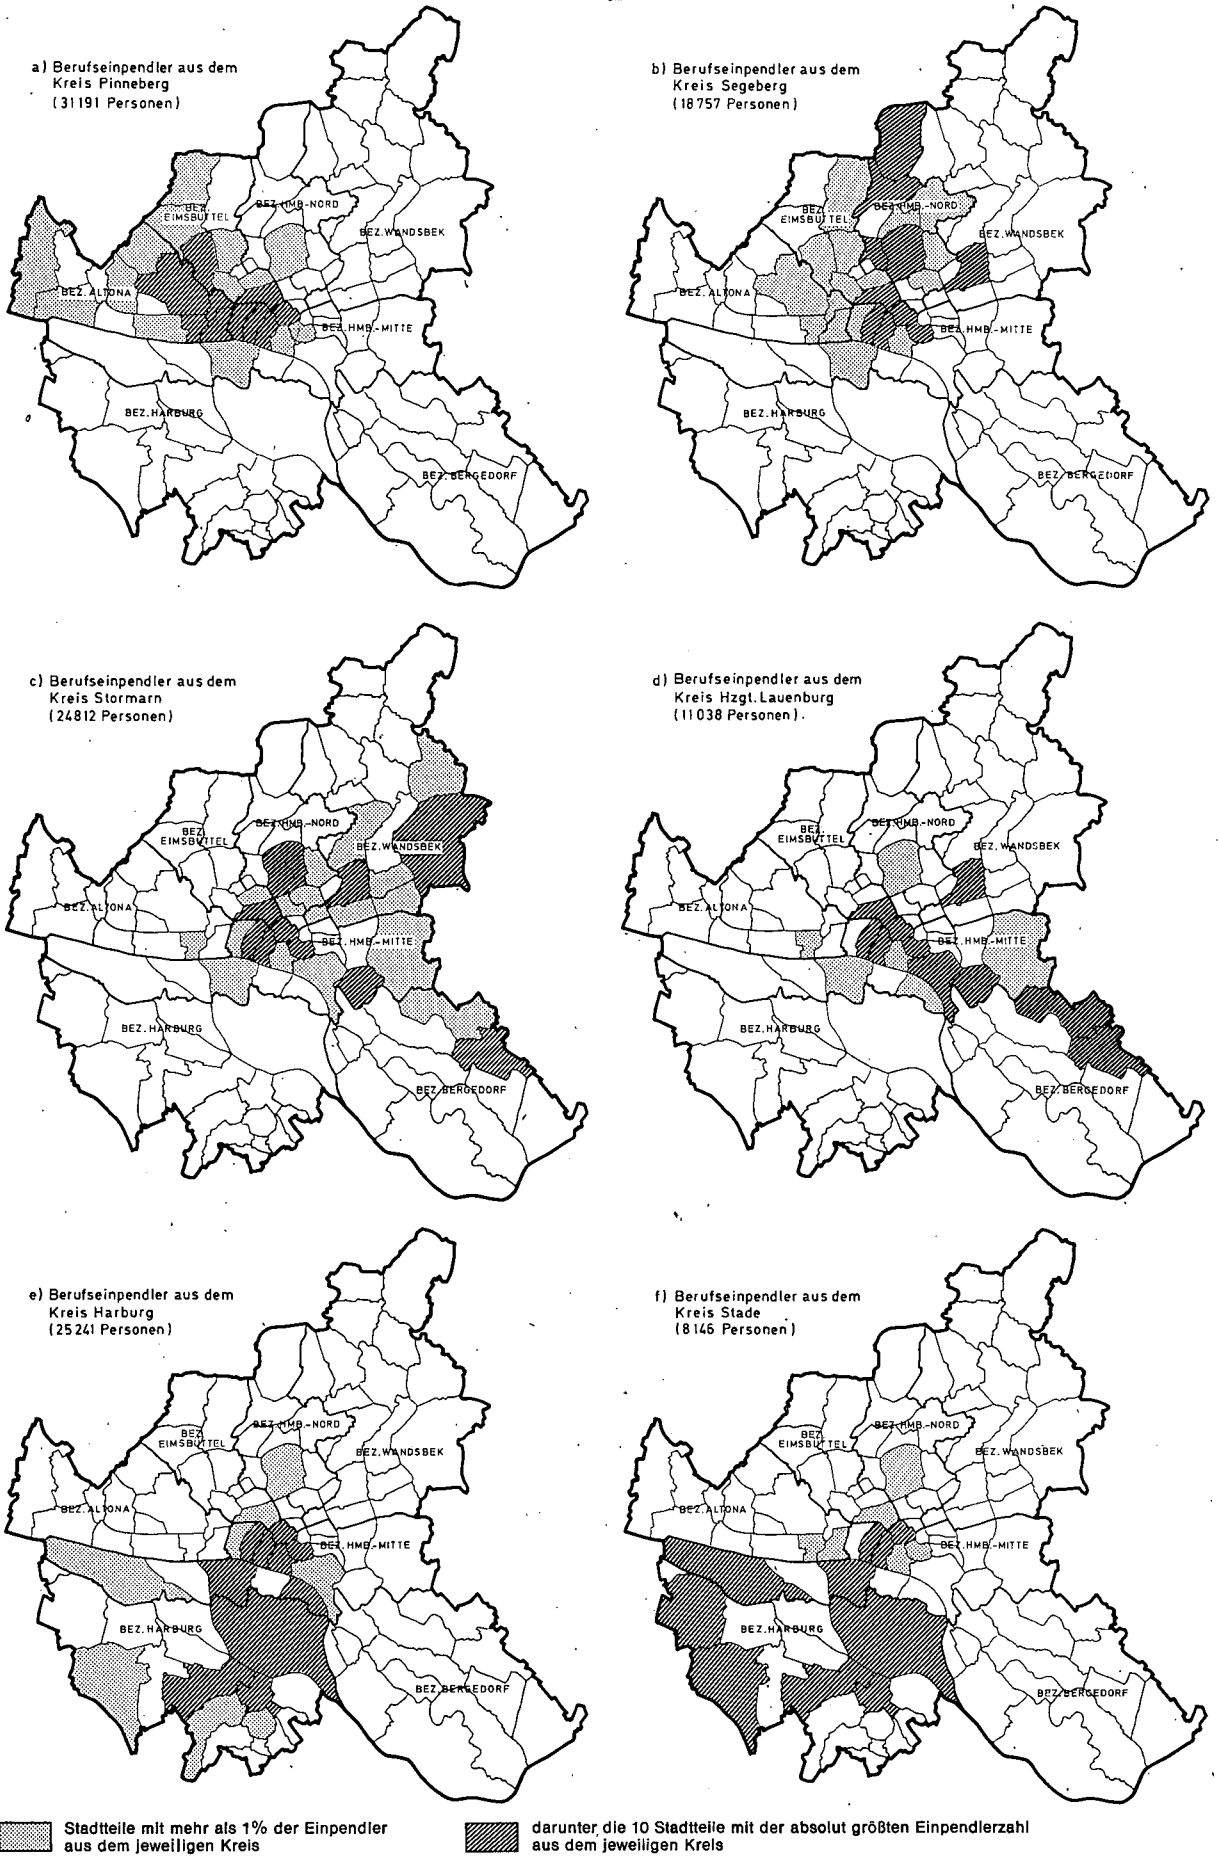 a) Berufseinpendler aus dem
Kreis Pinneberg
(31191 Personen)
BEZ. EIMSBÜTTEL
BEZ. HMB.-NORD
BEZ. WANDSBEK
BEZ. ALTONA
BEZ. HMB.-MITTE
BEZ. HARBURG
BEZ. BERGEDORF
b) Berufseinpendler aus dem
Kreis Segeberg
(18757 Personen)
BEZ. EIMSBÜTTEL
BEZ. HMB.-NORD
BEZ. WANDSBEK
BEZ. ALTONA
BEZ. HMB.-MITTE
BEZ. HARBURG
BEZ. BERGEDORF
c) Berufseinpendler aus dem
Kreis Stormarn
(24812 Personen)
BEZ. HMB.-NORD
BEZ. EIMSBÜTTEL
BEZ. WANDSBEK
BEZ. ALTONA
BEZ. HMB.-MITTE
BEZ. HARBURG
BEZ. BERGEDORF
d) Berufseinpendler aus dem
Kreis Hzgt. Lauenburg
(11038 Personen).
BEZ. HMB.-NORD
BEZ. EIMSBÜTTEL
BEZ. WANDSBEK
BEZ. ALTONA
BEZ. HMB.-MITTE
BEZ. HARBURG
BEZ. BERGEDORF
e) Berufseinpendler aus dem
Kreis Harburg
(25241 Personen)
BEZ. HMB.-NORD
BEZ. EIMSBÜTTEL
BEZ. WANDSBEK
BEZ. ALTONA
BEZ. HMB.-MITTE
BEZ. HARBURG
BEZ. BERGEDORF
f) Berufseinpendler aus dem
Kreis Stade
(8146 Personen)
BEZ. HMB.-NORD
BEZ. EIMSBÜTTEL
BEZ. WANDSBEK
BEZ. ALTONA
BEZ. HMB.-MITTE
BEZ. HARBURG
BEZ. BERGEDORF
Stadtteile mit mehr als 1% der Einpendler
aus dem jeweiligen Kreis
darunter die 10 Stadtteile mit der absolut größten Einpendlerzahl
aus dem jeweiligen Kreis